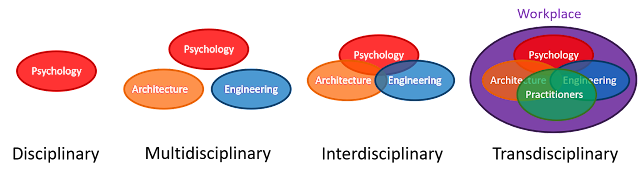 Workplace
Psychology
Psychology
Architecture
Engineering
Psychology
Architecture
Engineering
Psychology
Architecture
Engineering
Practitioners
Disciplinary
Multidisciplinary
Interdisciplinary
Transdisciplinary